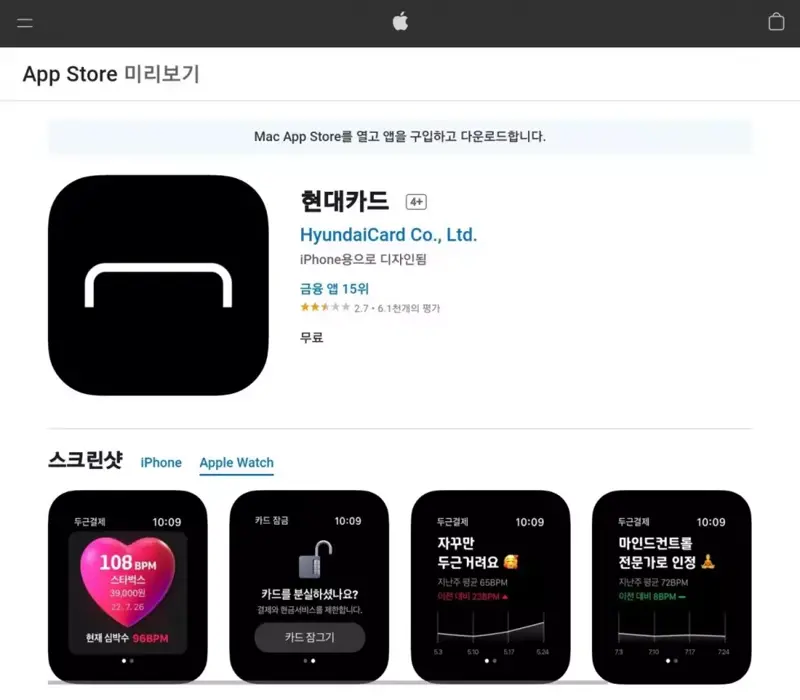 App Store 미리보기
Mac App Store를 열고 앱을 구입하고 다운로드합니다.
현대카드 4+
HyundaiCard Co., Ltd.
iPhone용으로 디자인됨
금융 앱 15위
2.7 • 6.1천개의 평가
무료
스크린샷 iPhone Apple Watch
두근결제 10:09
108 BPM
스타벅스
39,000원
22. 7. 26
현재 심박수 96BPM
카드 잠금 10:09
카드를 분실하셨나요?
결제와 현금서비스를 제한합니다.
카드 잠그기
두근결제 10:09
자꾸만
두근거려요 🥰
지난주 평균 65BPM
이전 대비 23BPM ▲
5.3 5.10 5.17 5.24
두근결제 10:09
마인드컨트롤
전문가로 인정 🧘
지난주 평균 72BPM
이전 대비 8BPM
7.3 7.10 7.17 7.24